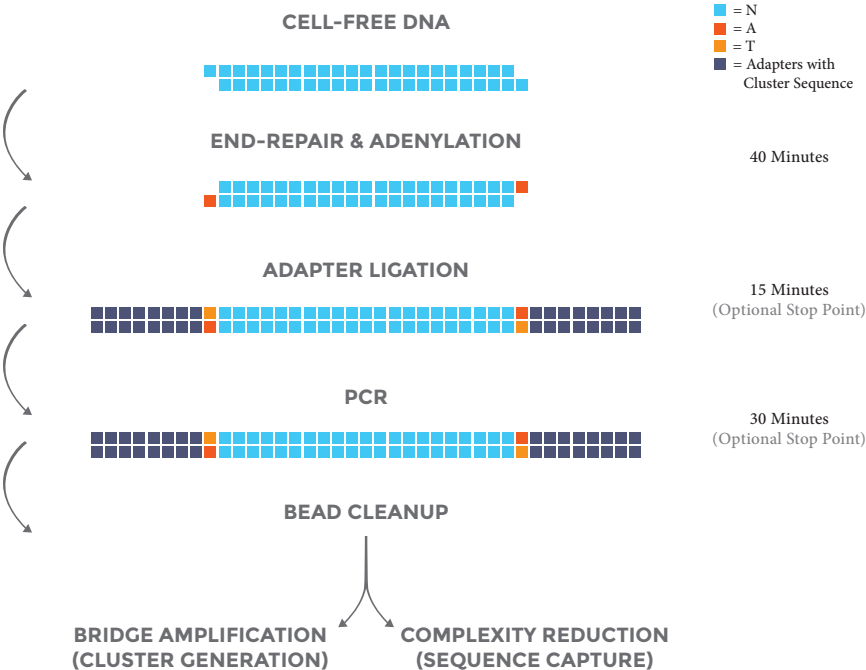 CELL-FREE DNA
= N
= A
= T
= Adapters with
Cluster Sequence
END-REPAIR & ADENYLATION
40 Minutes
ADAPTER LIGATION
15 Minutes
(Optional Stop Point)
PCR
30 Minutes
(Optional Stop Point)
BEAD CLEANUP
BRIDGE AMPLIFICATION
(CLUSTER GENERATION)
COMPLEXITY REDUCTION
(SEQUENCE CAPTURE)